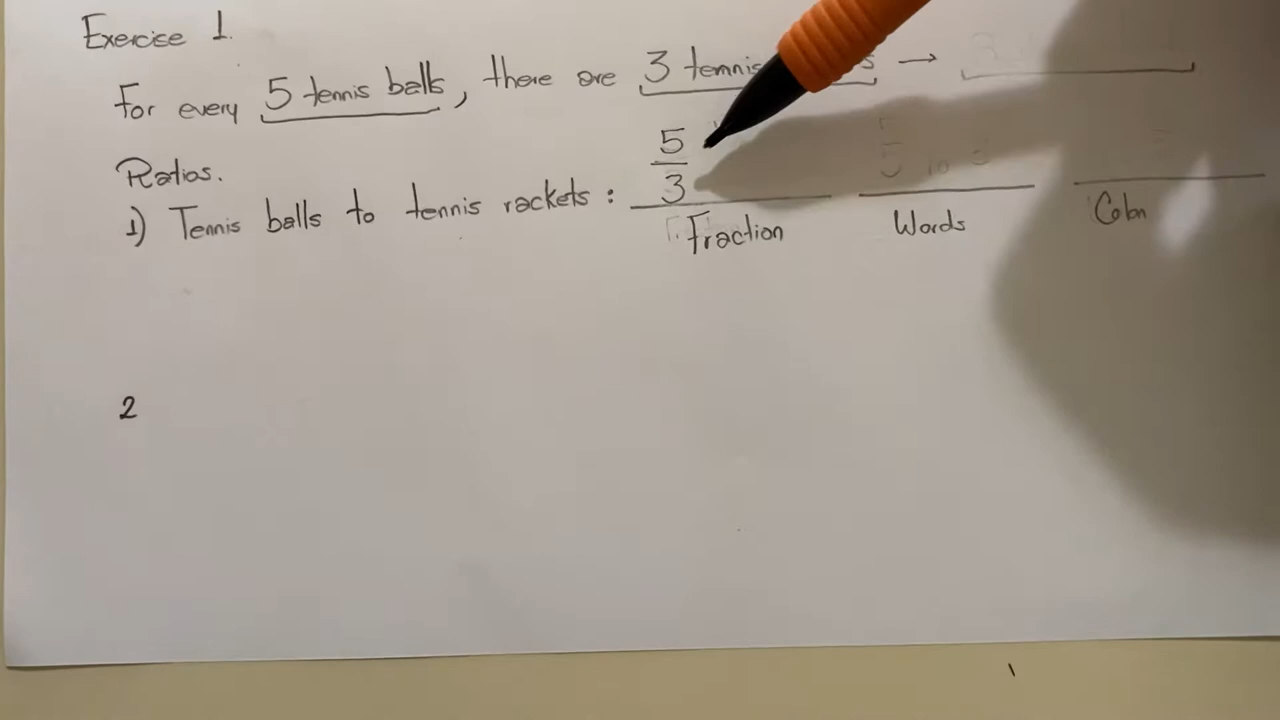 Exercise 1.
For every 5 tennis balls, there are 3 tennis →
Ratios.
5
3
1) Tennis balls to tennis rackets :
Fraction Words Colon
2